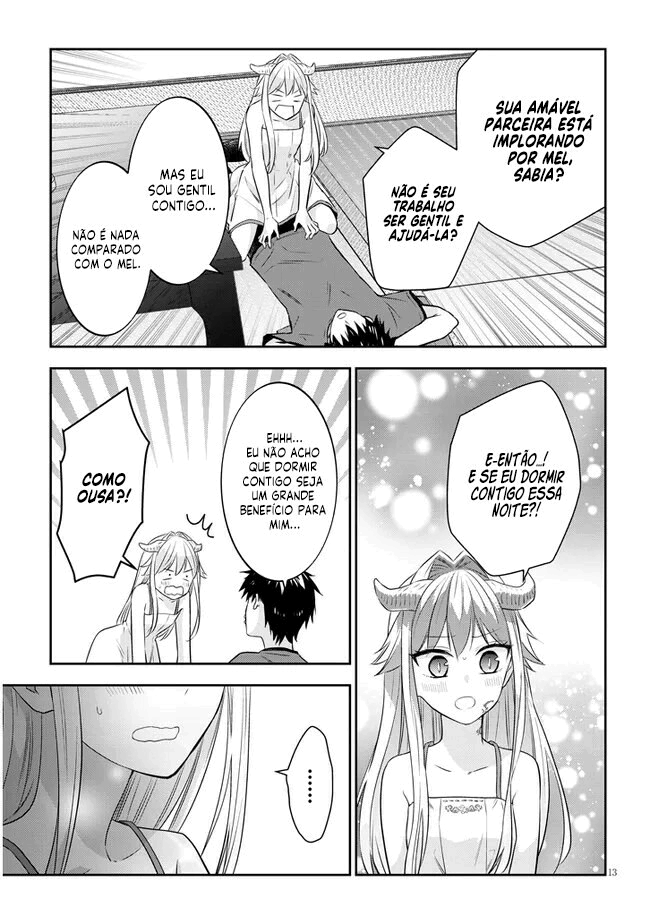 SUA AMÁVEL
PARCEIRA ESTÁ
IMPLORANDO
POR MEL,
SABIA?
NÃO É SEU
TRABALHO
SER GENTIL E
AJUDÁ-LA?
MAS EU
SOU GENTIL
CONTIGO...
NÃO É NADA
COMPARADO
COM O MEL.
E-ENTÃO...!
E SE EU DORMIR
CONTIGO ESSA
NOITE?!
EHHH...
EU NÃO ACHO
QUE DORMIR
CONTIGO SEJA
UM GRANDE
BENEFÍCIO PARA
MIM...
COMO
OUSA?!
......
13